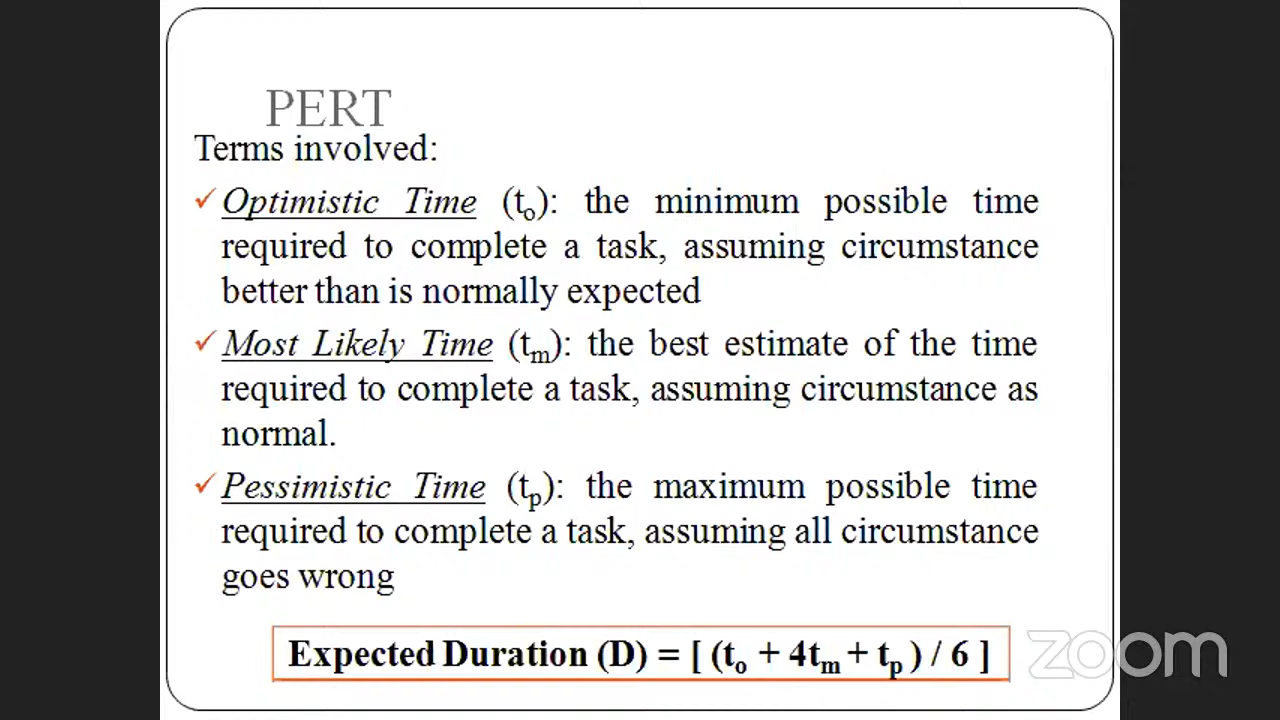 PERT
Terms involved:
✓ Optimistic Time (tₒ): the minimum possible time
required to complete a task, assuming circumstance
better than is normally expected
✓ Most Likely Time (tₘ): the best estimate of the time
required to complete a task, assuming circumstance as
normal.
✓ Pessimistic Time (tₚ): the maximum possible time
required to complete a task, assuming all circumstance
goes wrong
Expected Duration (D) = [ (tₒ + 4tₘ + tₚ ) / 6 ]
zoom